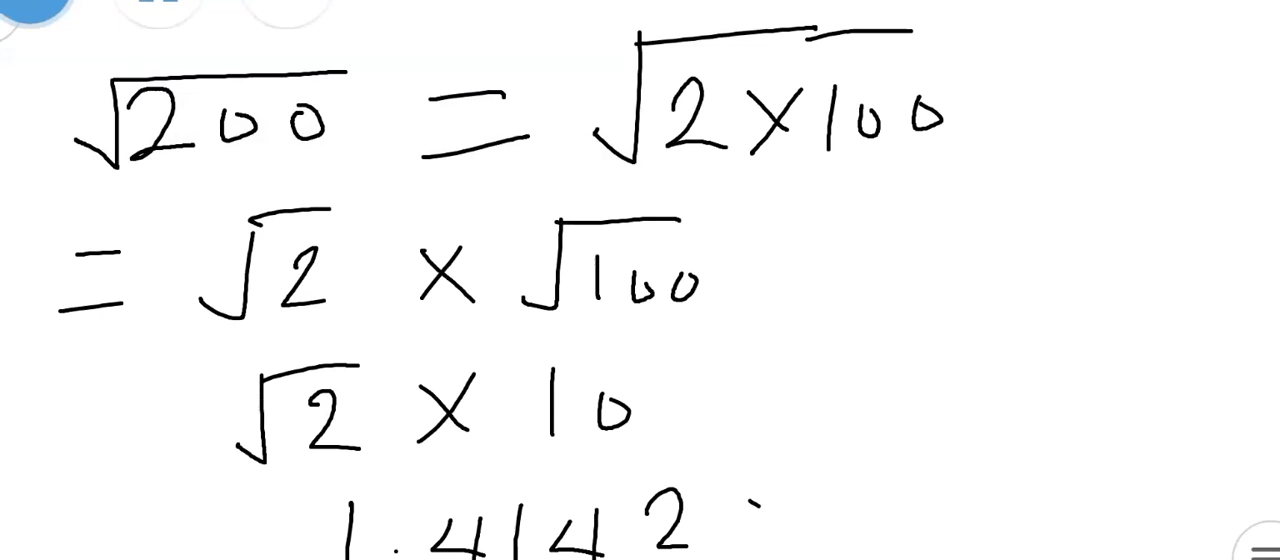 √200 = √2×100
= √2 × √100
√2 × 10
1.4142